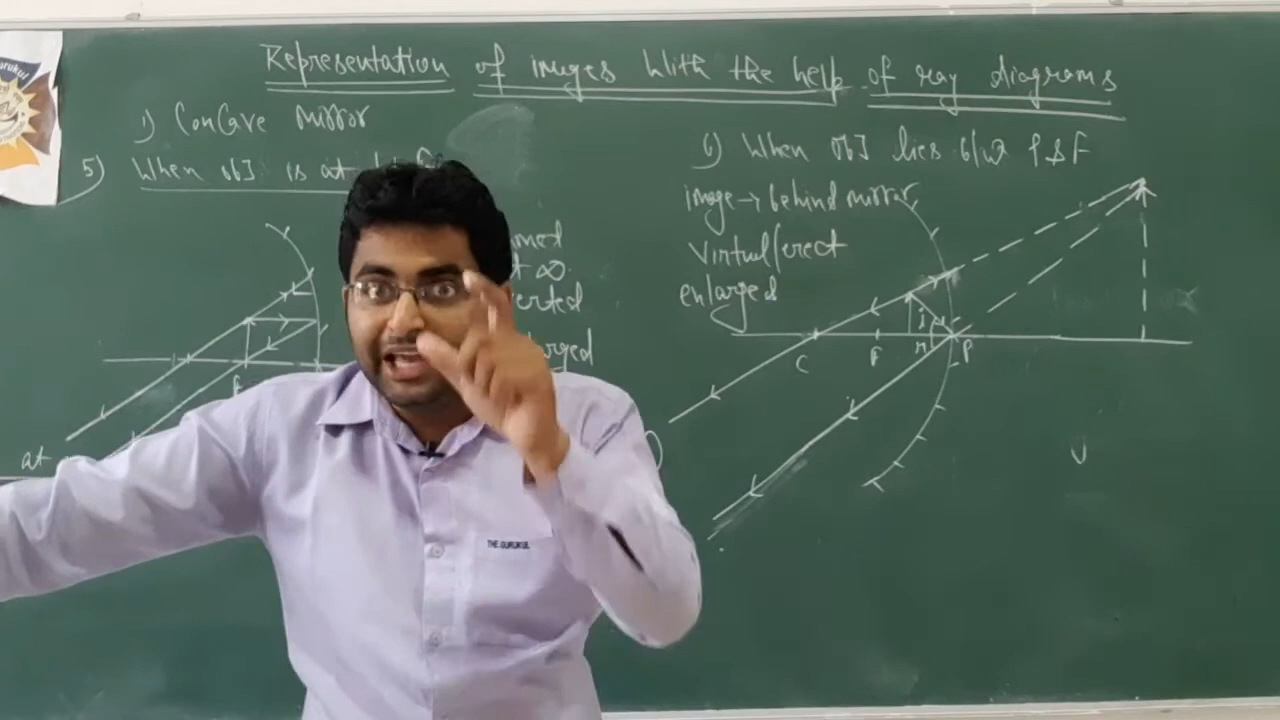 Representation of images With the help of ray diagrams
1) Concave mirror
5) When obj is at
6) When obj lies b/w P & F
image → behind mirror
Virtual/erect
enlarged
∞
C F P
i
r
at
THE GURUKUL